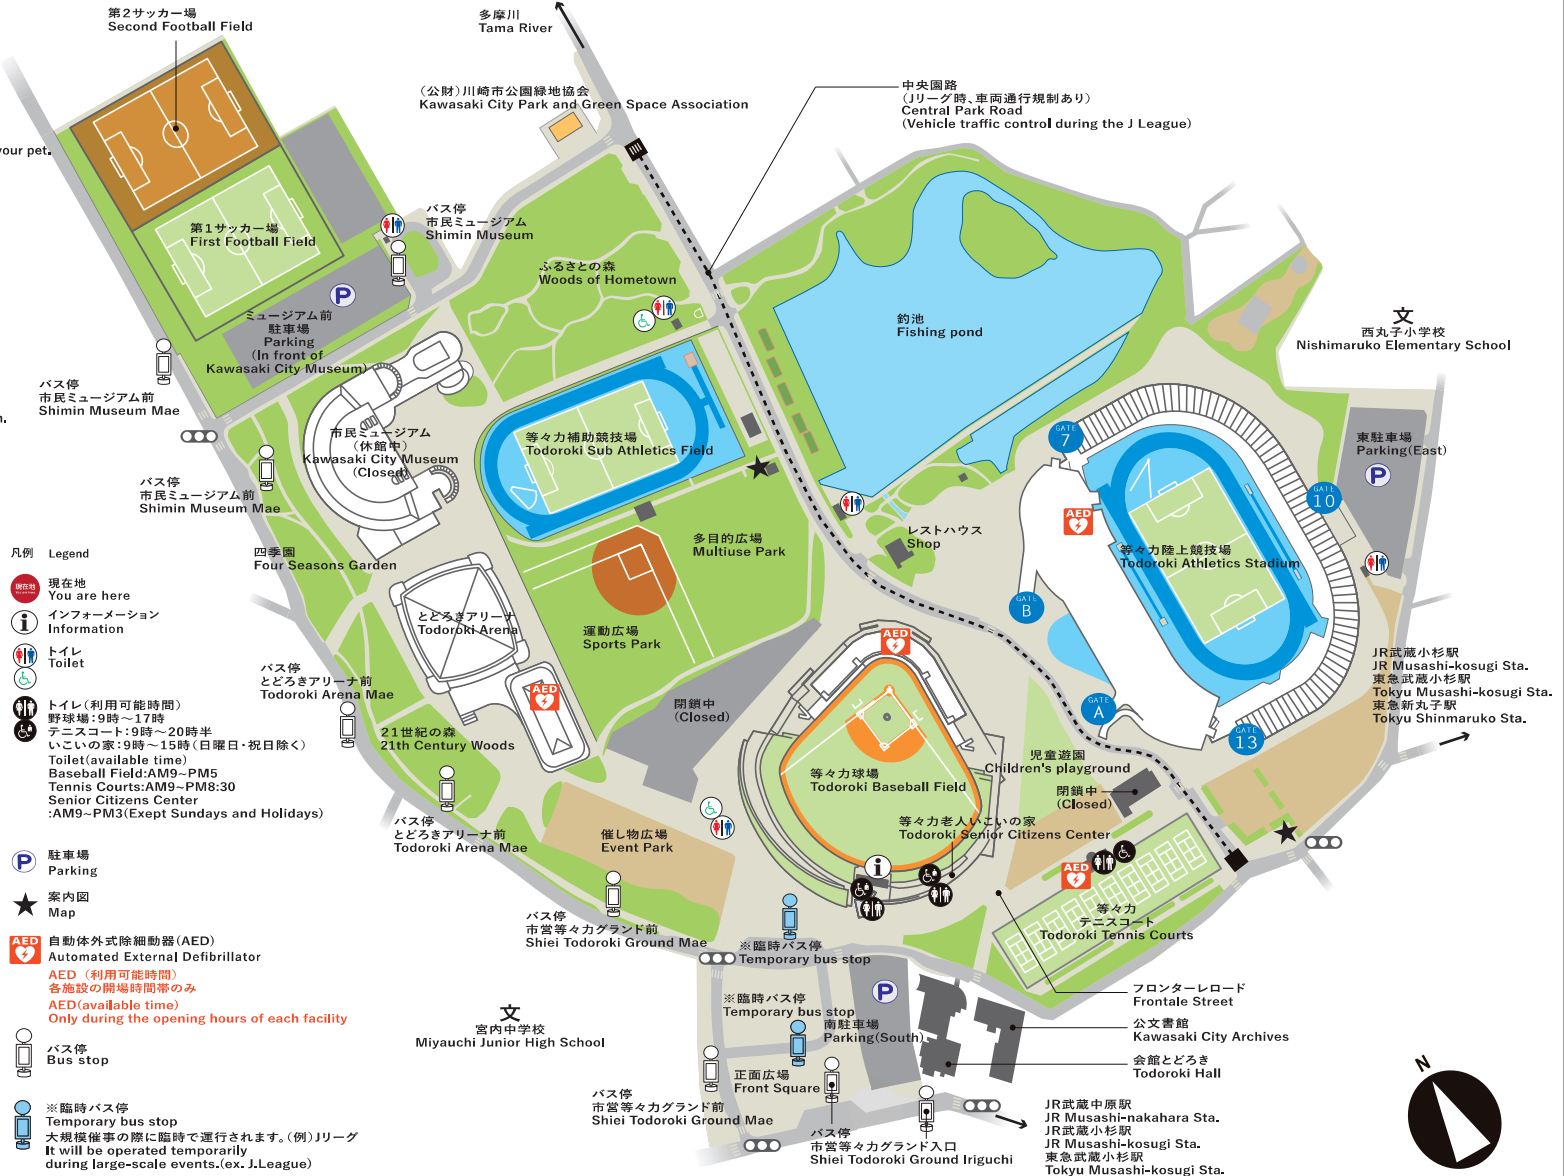 第2サッカー場
Second Football Field
多摩川
Tama River
(公財)川崎市公園緑地協会
Kawasaki City Park and Green Space Association
中央園路
(Jリーグ時、車両通行規制あり)
Central Park Road
(Vehicle traffic control during the J League)
your pet.
第1サッカー場
First Football Field
バス停
市民ミュージアム
Shimin Museum
ふるさとの森
Woods of Hometown
P
ミュージアム前
駐車場
Parking
(In front of
Kawasaki City Museum)
釣池
Fishing pond
文
西丸子小学校
Nishimaruko Elementary School
バス停
市民ミュージアム前
Shimin Museum Mae
n.
市民ミュージアム
(休館中)
Kawasaki City Museum
(Closed)
等々力補助競技場
Todoroki Sub Athletics Field
GATE
7
東駐車場
Parking(East)
P
バス停
市民ミュージアム前
Shimin Museum Mae
GATE
10
AED
四季園
Four Seasons Garden
多目的広場
Multiuse Park
レストハウス
Shop
等々力陸上競技場
Todoroki Athletics Stadium
凡例 Legend
現在地
現在地
You are here
i
インフォーメーション
Information
トイレ
Toilet
トイレ(利用可能時間)
野球場:9時〜17時
テニスコート:9時〜20時半
いこいの家:9時〜15時(日曜日・祝日除く)
Toilet(available time)
Baseball Field:AM9~PM5
Tennis Courts:AM9~PM8:30
Senior Citizens Center
:AM9~PM3(Exept Sundays and Holidays)
P
駐車場
Parking
案内図
Map
AED
自動体外式除細動器(AED)
Automated External Defibrillator
AED (利用可能時間)
各施設の開場時間帯のみ
AED(available time)
Only during the opening hours of each facility
バス停
Bus stop
※臨時バス停
Temporary bus stop
大規模催事の際に臨時で運行されます。(例)Jリーグ
It will be operated temporarily
during large-scale events.(ex. J.League)
とどろきアリーナ
Todoroki Arena
運動広場
Sports Park
AED
GATE
B
バス停
とどろきアリーナ前
Todoroki Arena Mae
AED
閉鎖中
(Closed)
GATE
A
GATE
13
JR武蔵小杉駅
JR Musashi-kosugi Sta.
東急武蔵小杉駅
Tokyu Musashi-kosugi Sta.
東急新丸子駅
Tokyu Shinmaruko Sta.
21世紀の森
21th Century Woods
等々力球場
Todoroki Baseball Field
児童遊園
Children's playground
閉鎖中
(Closed)
バス停
とどろきアリーナ前
Todoroki Arena Mae
催し物広場
Event Park
等々力老人いこいの家
Todoroki Senior Citizens Center
i
AED
等々力
テニスコート
Todoroki Tennis Courts
バス停
市営等々力グランド前
Shiei Todoroki Ground Mae
※臨時バス停
Temporary bus stop
P
※臨時バス停
Temporary bus stop
南駐車場
Parking(South)
フロンターレロード
Frontale Street
公文書館
Kawasaki City Archives
会館とどろき
Todoroki Hall
文
宮内中学校
Miyauchi Junior High School
正面広場
Front Square
バス停
市営等々力グランド前
Shiei Todoroki Ground Mae
バス停
市営等々力グランド入口
Shiei Todoroki Ground Iriguchi
JR武蔵中原駅
JR Musashi-nakahara Sta.
JR武蔵小杉駅
JR Musashi-kosugi Sta.
東急武蔵小杉駅
Tokyu Musashi-kosugi Sta.
N